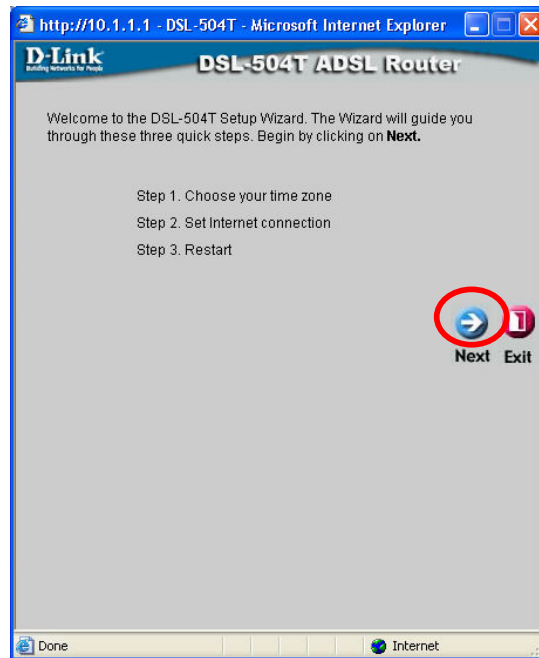 http://10.1.1.1 - DSL-504T - Microsoft Internet Explorer
D-Link
Building Networks for People
DSL-504T ADSL Router
Welcome to the DSL-504T Setup Wizard. The Wizard will guide you
through these three quick steps. Begin by clicking on Next.
Step 1. Choose your time zone
Step 2. Set Internet connection
Step 3. Restart
Next Exit
Done Internet